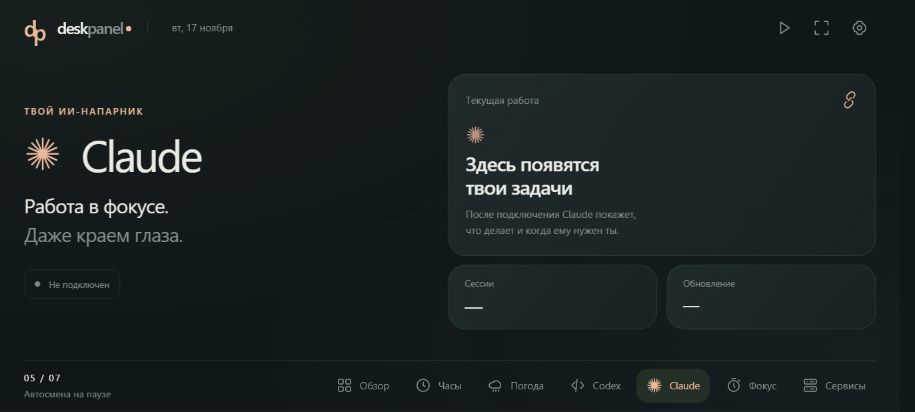 dp deskpanel
вт, 17 ноября
ТВОЙ ИИ-НАПАРНИК
Claude
Работа в фокусе.
Даже краем глаза.
Не подключен
Текущая работа
Здесь появятся
твои задачи
После подключения Claude покажет,
что делает и когда ему нужен ты.
Сессии
—
Обновление
—
05 / 07
Автосмена на паузе
Обзор
Часы
Погода
Codex
Claude
Фокус
Сервисы